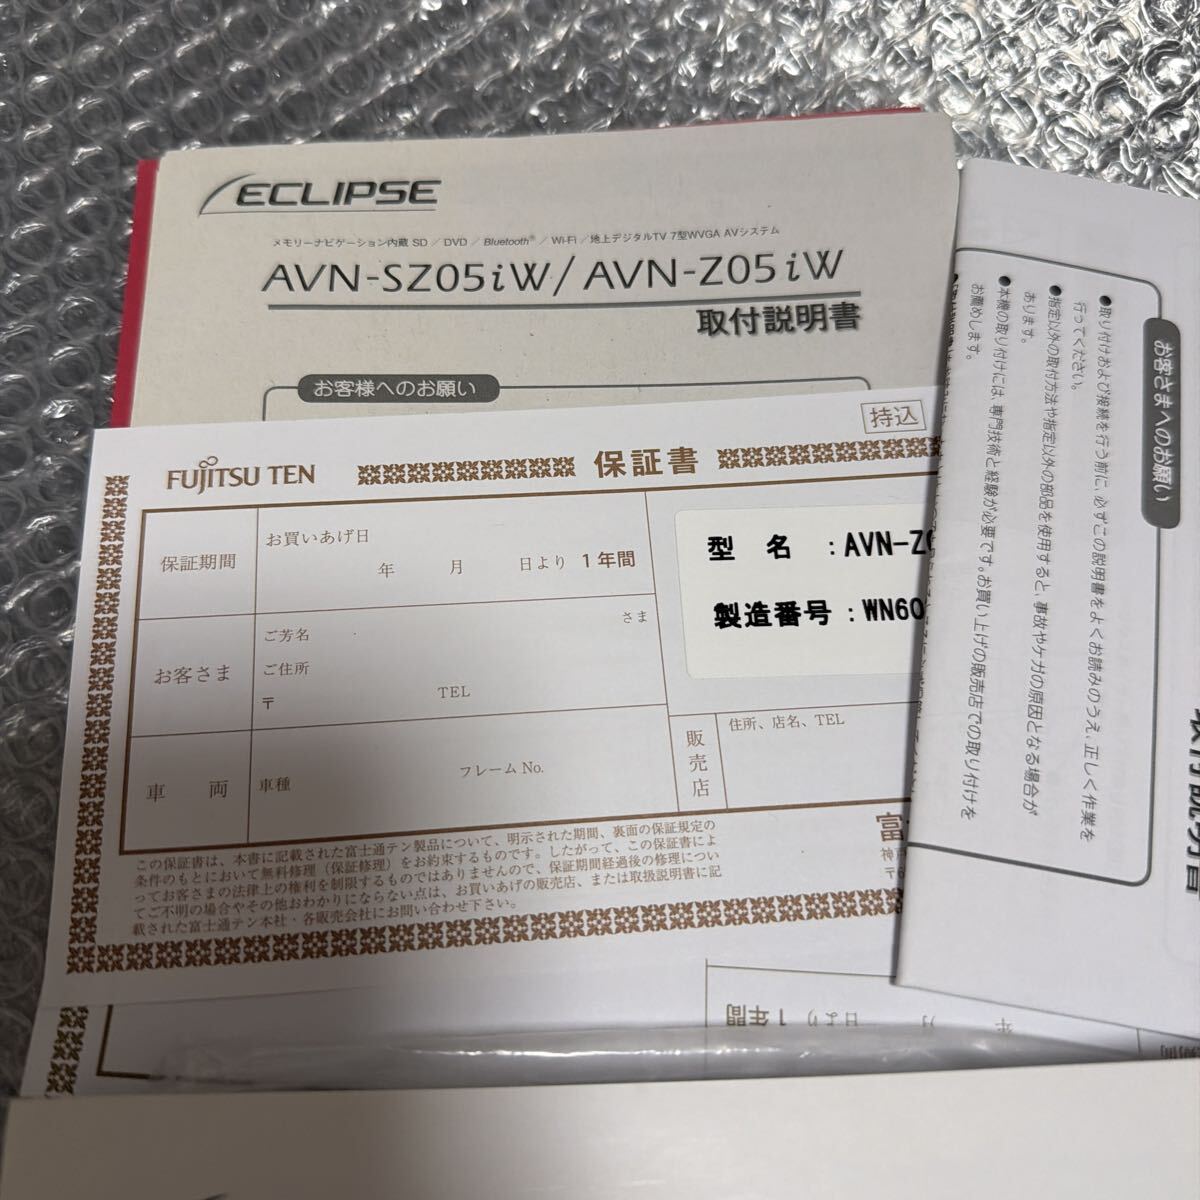 ECLIPSE
メモリーナビゲーション内蔵 SD／DVD／Bluetooth®／Wi-Fi／地上デジタルTV 7型WVGA AVシステム
AVN-SZ05iW/AVN-Z05iW
取付説明書
お客様へのお願い
持込
FUJITSU TEN
保証書
保証期間
お買いあげ日
年 月 日より 1年間
お客さま
ご芳名
さま
ご住所
〒
TEL
車 両
車種
フレームNo.
型 名 :AVN-Z
製造番号:WN60
販売店
住所、店名、TEL
この保証書は、本書に記載された富士通テン製品について、明示された期間、裏面の保証規定の
条件のもとにおいて無料修理（保証修理）をお約束するものです。したがって、この保証書によ
ってお客さまの法律上の権利を制限するものではありませんので、保証期間経過後の修理につい
てご不明の場合やその他おわかりにならない点は、お買いあげの販売店、または取扱説明書に記
載された富士通テン本社・各販売会社にお問い合わせ下さい。
富
神戸
〒6
お客さまへのお願い
●取り付けおよび接続を行う前に、必ずこの説明書をよくお読みのうえ、正しく作業を
行ってください。
●指定以外の取付方法や指定以外の部品を使用すると、事故やケガの原因となる場合が
あります。
●本機の取り付けには、専門技術と経験が必要です。お買い上げの販売店での取り付けを
お薦めします。
年 月 日より 1年間